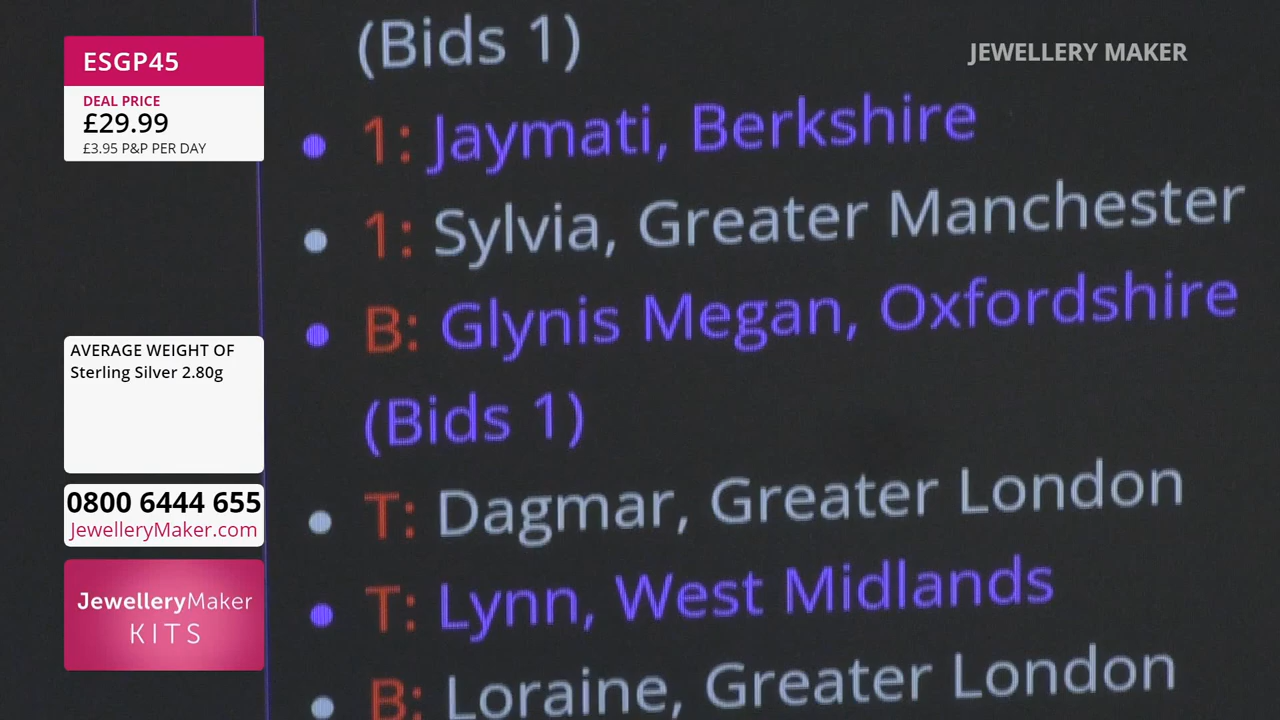 ESGP45
DEAL PRICE
£29.99
£3.95 P&P PER DAY
AVERAGE WEIGHT OF
Sterling Silver 2.80g
0800 6444 655
JewelleryMaker.com
JewelleryMaker
KITS
JEWELLERY MAKER
(Bids 1)
• 1: Jaymati, Berkshire
• 1: Sylvia, Greater Manchester
• B: Glynis Megan, Oxfordshire
(Bids 1)
• T: Dagmar, Greater London
• T: Lynn, West Midlands
• B: Loraine, Greater London